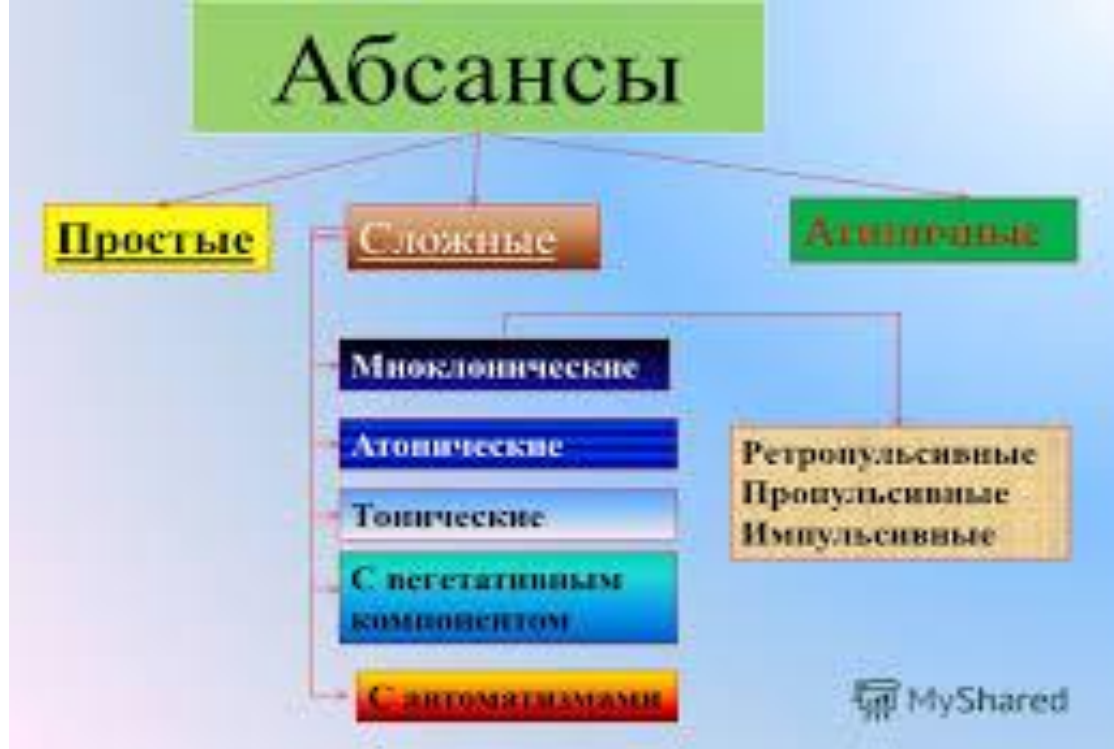 Абсансы
Простые
Сложные
Атипичные
Миоклонические
Атонические
Тонические
С вегетативным
компонентом
С автоматизмами
Ретропульсивные
Пропульсивные
Импульсивные
MyShared